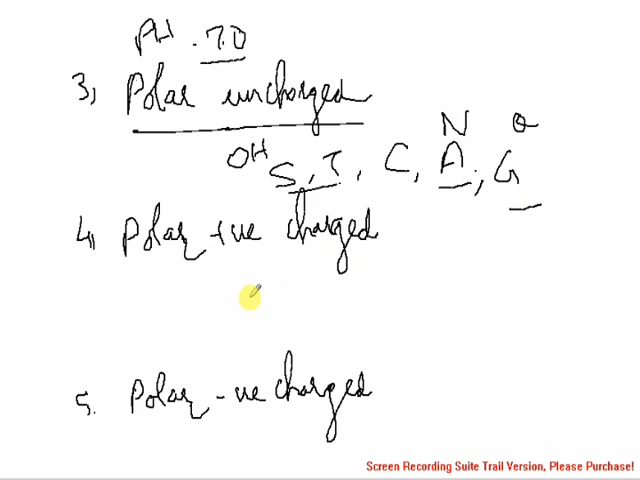 PH . 7.0
3, Polar uncharged
N Q
OH S, T, C, A, G
4, Polar +ve charged
5. Polar -ve charged
Screen Recording Suite Trail Version, Please Purchase!